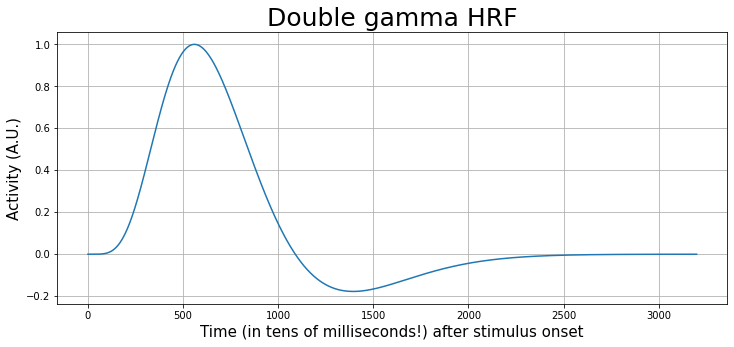 Double gamma HRF
Activity (A.U.)
1.0
0.8
0.6
0.4
0.2
0.0
−0.2
0 500 1000 1500 2000 2500 3000
Time (in tens of milliseconds!) after stimulus onset